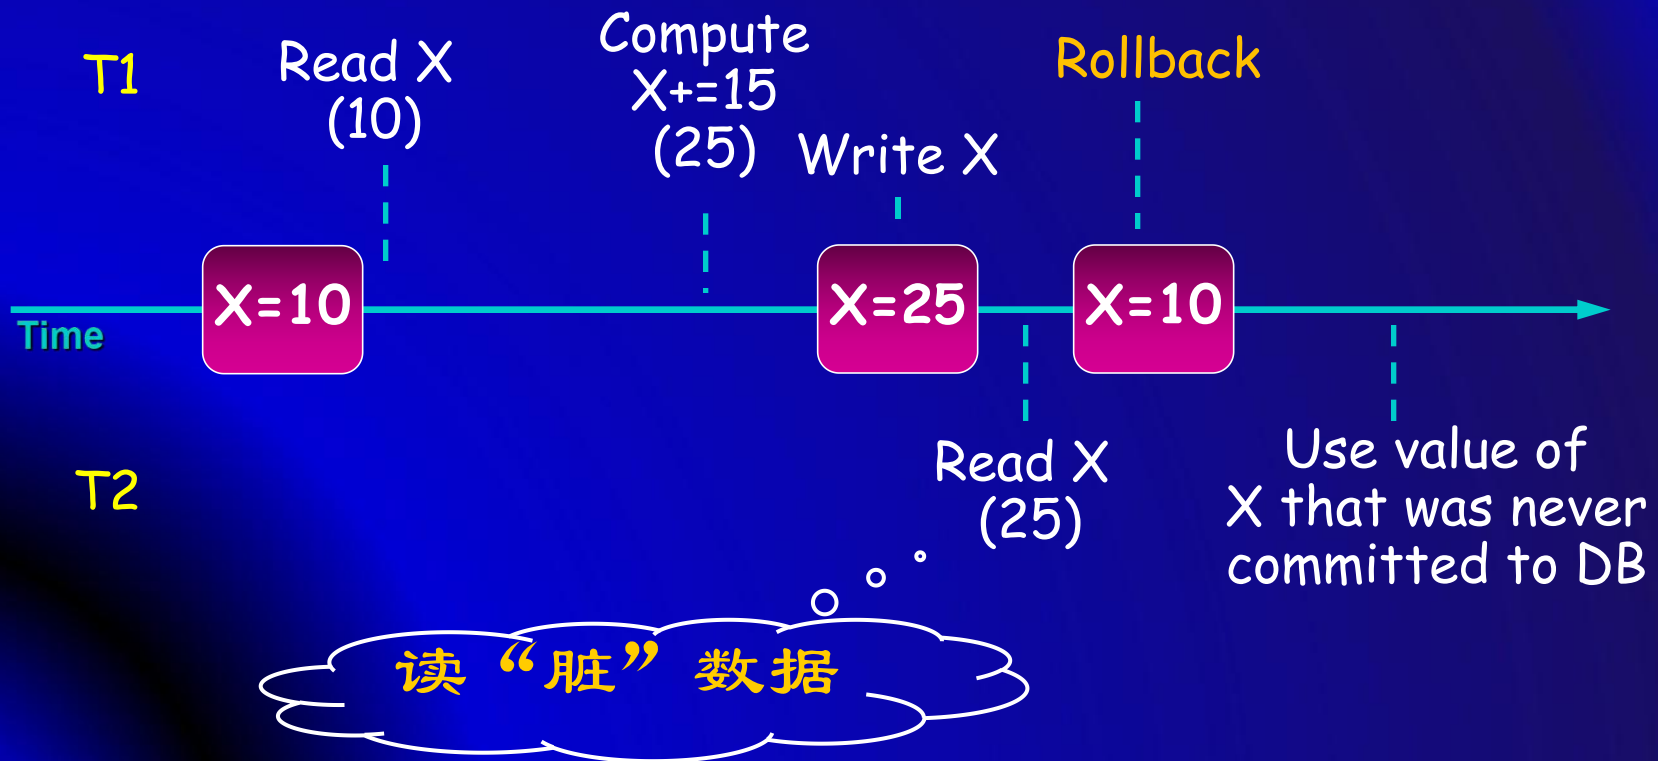 T1
Read X
(10)
Compute
X+=15
(25)
Write X
Rollback
X=10
X=25
X=10
Time
T2
Read X
(25)
Use value of
X that was never
committed to DB
读“脏”数据